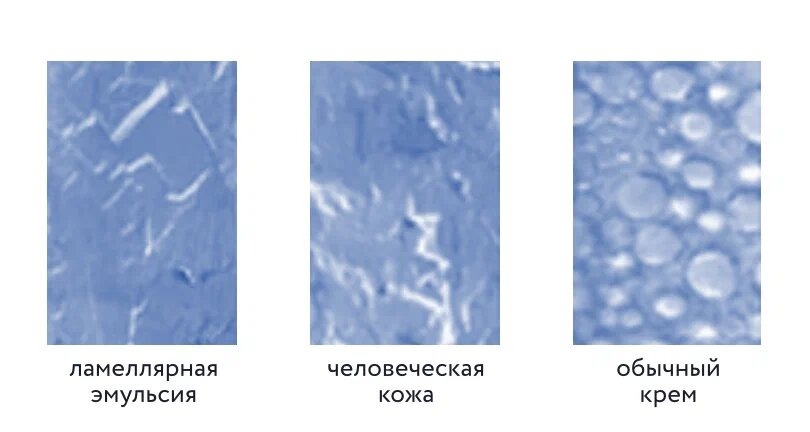 ламеллярная
эмульсия
человеческая
кожа
обычный
крем